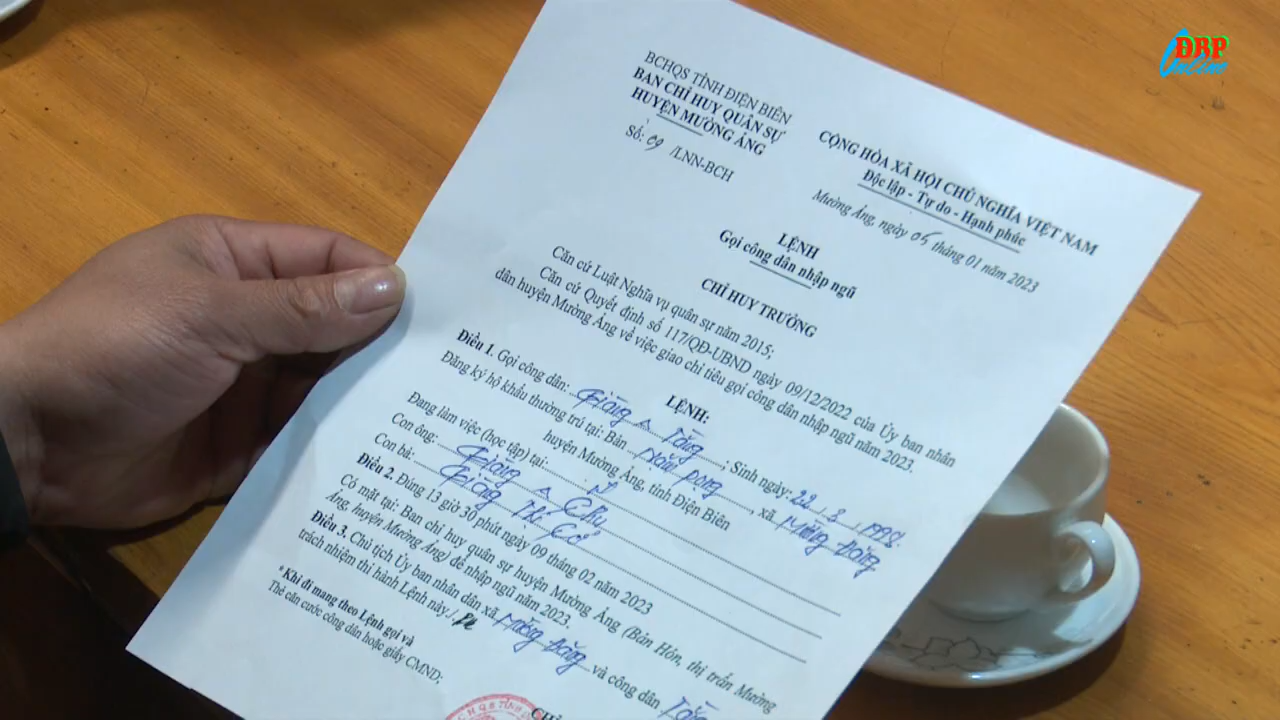 ĐBP
Online
BCHQS TỈNH ĐIỆN BIÊN
BAN CHỈ HUY QUÂN SỰ
HUYỆN MƯỜNG ẢNG
Số: 09 /LNN-BCH
CỘNG HÒA XÃ HỘI CHỦ NGHĨA VIỆT NAM
Độc lập - Tự do - Hạnh phúc
Mường Ảng, ngày 05 tháng 01 năm 2023
LỆNH
Gọi công dân nhập ngũ
CHỈ HUY TRƯỞNG
Căn cứ Luật Nghĩa vụ quân sự năm 2015;
Căn cứ Quyết định số 117/QĐ-UBND ngày 09/12/2022 của Ủy ban nhân
dân huyện Mường Ảng về việc giao chỉ tiêu gọi công dân nhập ngũ năm 2023.
LỆNH:
Điều 1. Gọi công dân: Giàng A Tằng; Sinh ngày: 22 / 2 / 1998.
Đăng ký hộ khẩu thường trú tại: Bản Nậm Pọng, xã Mường Đăng
huyện Mường Ảng, tỉnh Điện Biên
Đang làm việc (học tập) tại:
Con ông: Giàng A Chu
Con bà: Giàng Thị Cơ
Điều 2. Đúng 13 giờ 30 phút ngày 09 tháng 02 năm 2023
Có mặt tại: Ban chỉ huy quân sự huyện Mường Ảng (Bản Hón, thị trấn Mường
Ảng, huyện Mường Ảng) để nhập ngũ năm 2023.
Điều 3. Chủ tịch Ủy ban nhân dân xã Mường Đăng và công dân
trách nhiệm thi hành Lệnh này./.
* Khi đi mang theo Lệnh gọi và
Thẻ căn cước công dân hoặc giấy CMND: